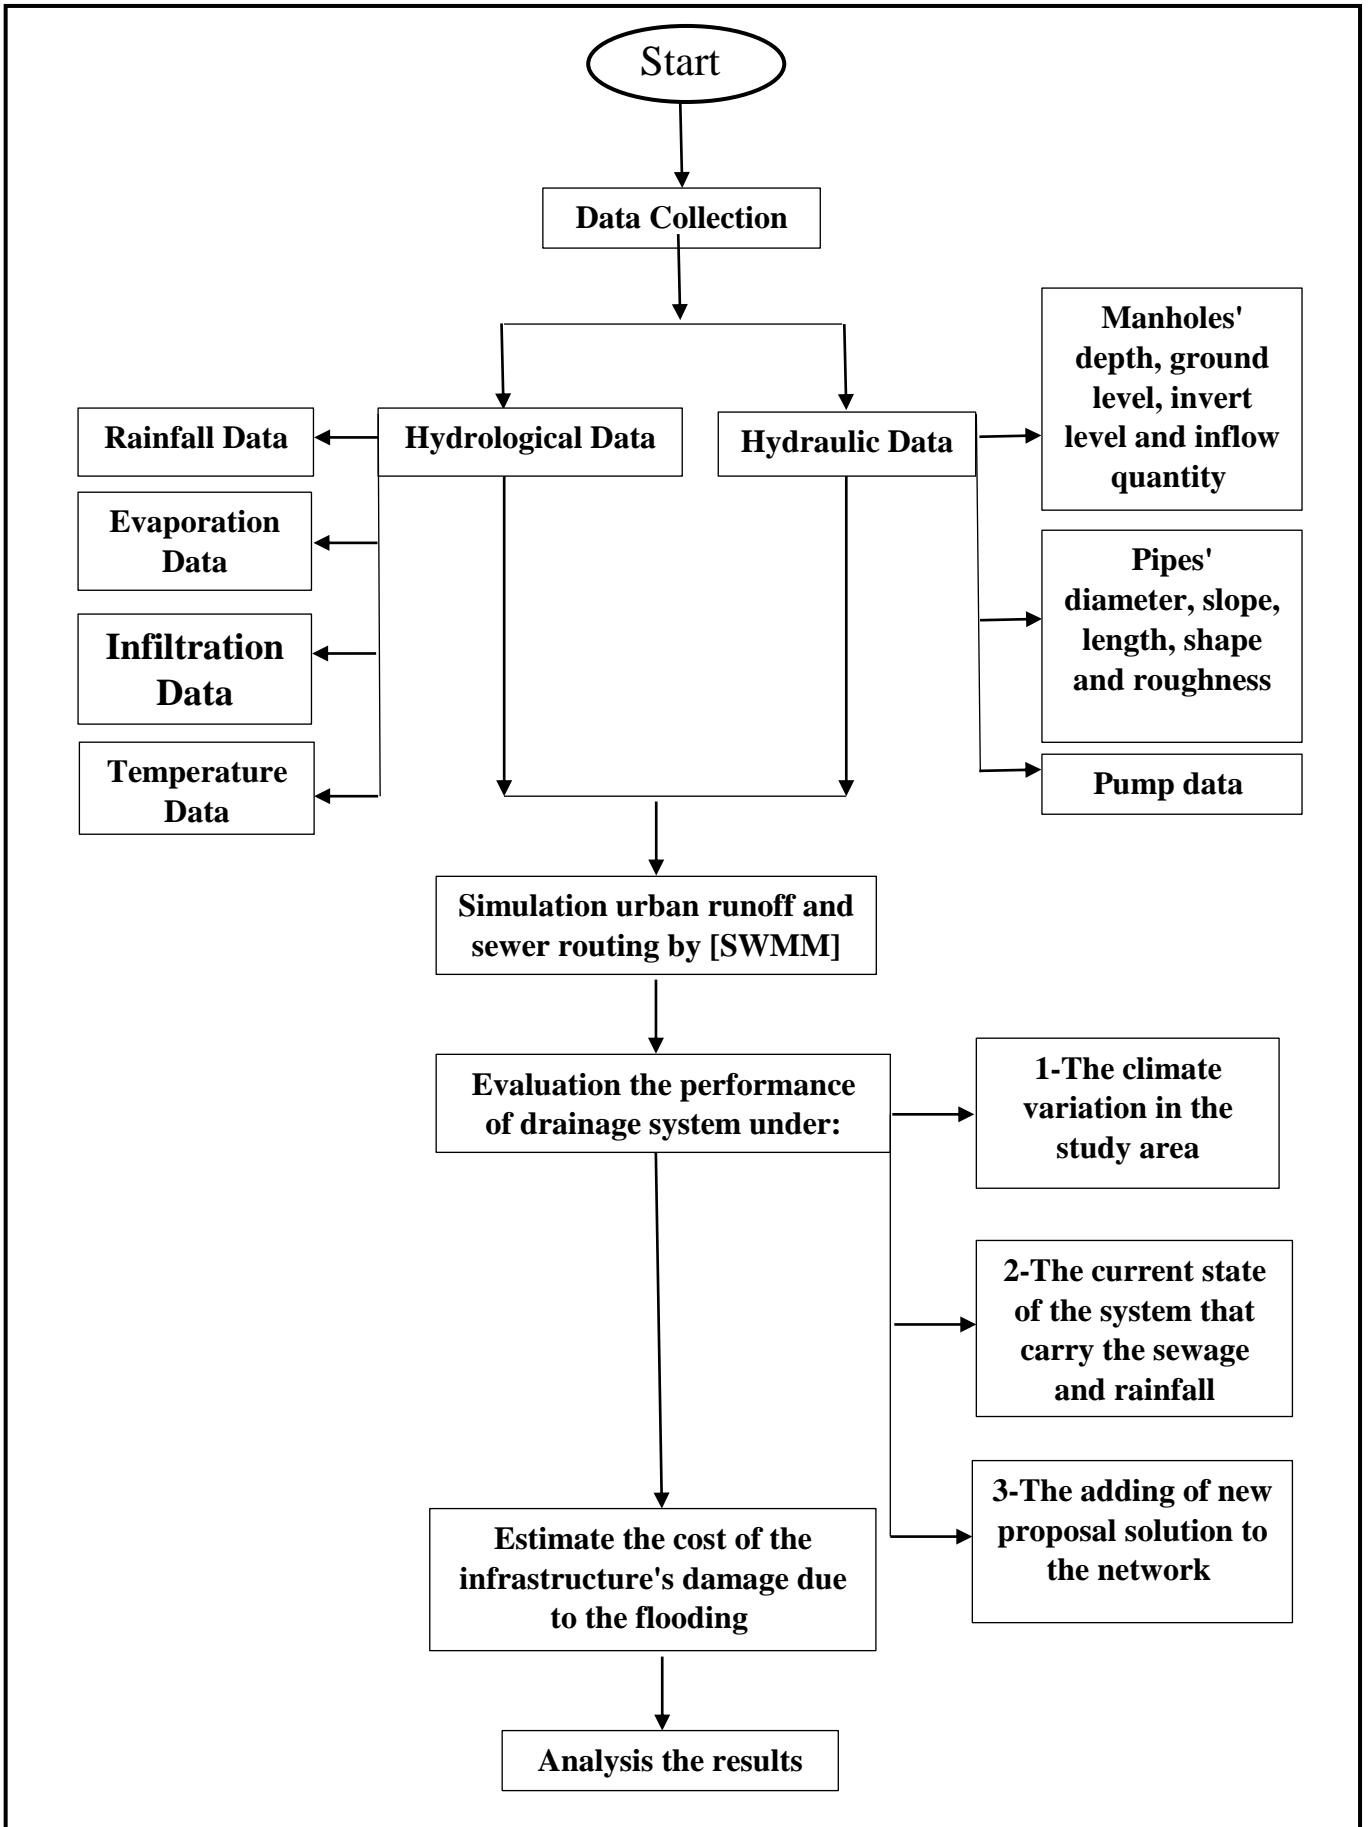 Start
Data Collection
Rainfall Data
Hydrological Data
Hydraulic Data
Manholes'
depth, ground
level, invert
level and inflow
quantity
Evaporation
Data
Infiltration
Data
Temperature
Data
Pipes'
diameter, slope,
length, shape
and roughness
Pump data
Simulation urban runoff and
sewer routing by [SWMM]
Evaluation the performance
of drainage system under:
1-The climate
variation in the
study area
2-The current state
of the system that
carry the sewage
and rainfall
3-The adding of new
proposal solution to
the network
Estimate the cost of the
infrastructure's damage due
to the flooding
Analysis the results